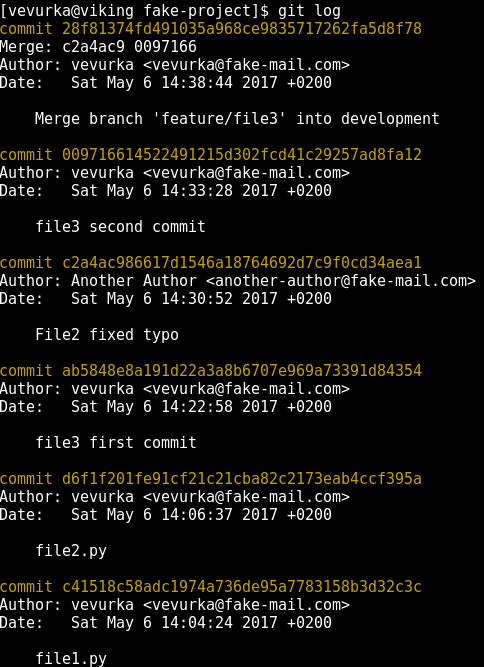 [vevurka@viking fake-project]$ git log
commit 28f81374fd491035a968ce9835717262fa5d8f78
Merge: c2a4ac9 0097166
Author: vevurka <vevurka@fake-mail.com>
Date:   Sat May 6 14:38:44 2017 +0200
    Merge branch 'feature/file3' into development
commit 009716614522491215d302fcd41c29257ad8fa12
Author: vevurka <vevurka@fake-mail.com>
Date:   Sat May 6 14:33:28 2017 +0200
    file3 second commit
commit c2a4ac986617d1546a18764692d7c9f0cd34aea1
Author: Another Author <another-author@fake-mail.com>
Date:   Sat May 6 14:30:52 2017 +0200
    File2 fixed typo
commit ab5848e8a191d22a3a8b6707e969a73391d84354
Author: vevurka <vevurka@fake-mail.com>
Date:   Sat May 6 14:22:58 2017 +0200
    file3 first commit
commit d6f1f201fe91cf21c21cba82c2173eab4ccf395a
Author: vevurka <vevurka@fake-mail.com>
Date:   Sat May 6 14:06:37 2017 +0200
    file2.py
commit c41518c58adc1974a736de95a7783158b3d32c3c
Author: vevurka <vevurka@fake-mail.com>
Date:   Sat May 6 14:04:24 2017 +0200
    file1.py